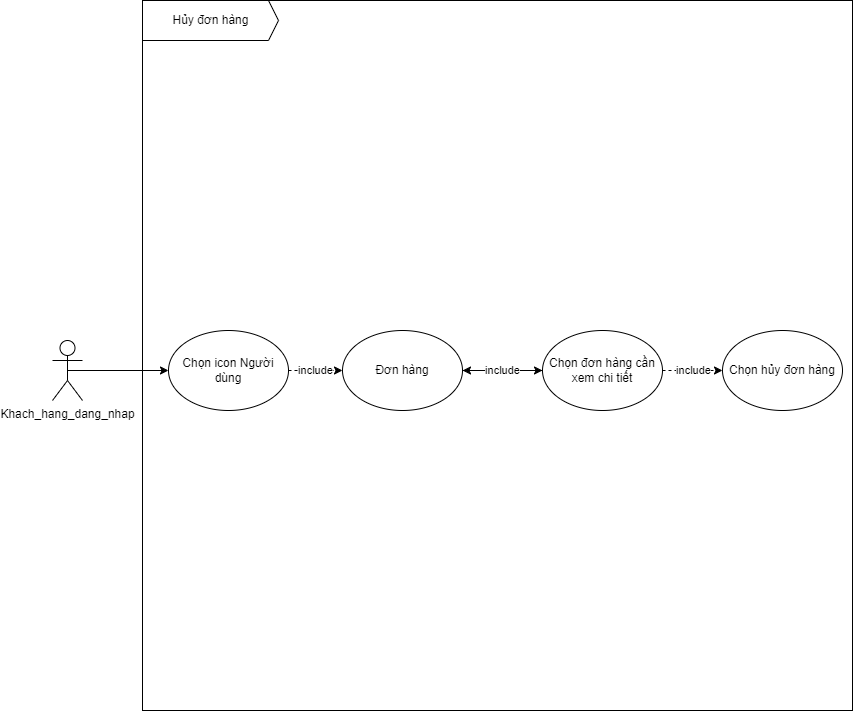 Hủy đơn hàng
Chọn icon Người
dùng
include
Đơn hàng
include
Chọn đơn hàng cần
xem chi tiết
include
Chọn hủy đơn hàng
Khach_hang_dang_nhap